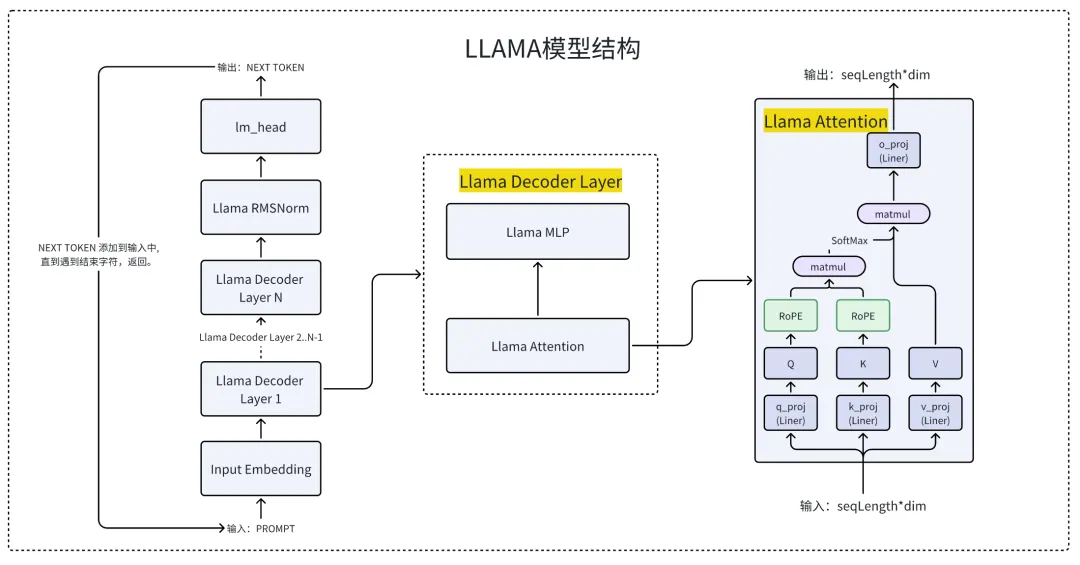 LLAMA模型结构
输出：NEXT TOKEN
lm_head
Llama RMSNorm
NEXT TOKEN 添加到输入中,
直到遇到结束字符，返回。
Llama Decoder
Layer N
Llama Decoder Layer 2..N-1
Llama Decoder
Layer 1
Input Embedding
输入：PROMPT
Llama Decoder Layer
Llama MLP
Llama Attention
输出：seqLength*dim
Llama Attention
o_proj
(Liner)
matmul
SoftMax
matmul
RoPE
RoPE
Q
K
V
q_proj
(Liner)
k_proj
(Liner)
v_proj
(Liner)
输入：seqLength*dim